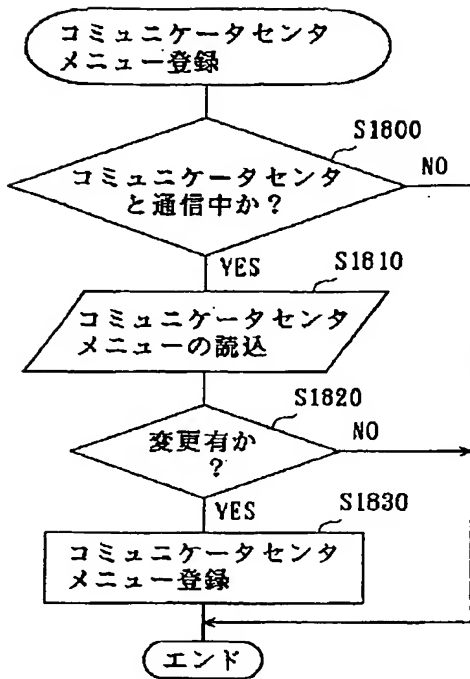 コミュニケータセンタ
メニュー登録
S1800
コミュニケータセンタ
と通信中か?
NO
YES
S1810
コミュニケータセンタ
メニューの読込
S1820
変更有か
?
NO
YES
S1830
コミュニケータセンタ
メニュー登録
エンド